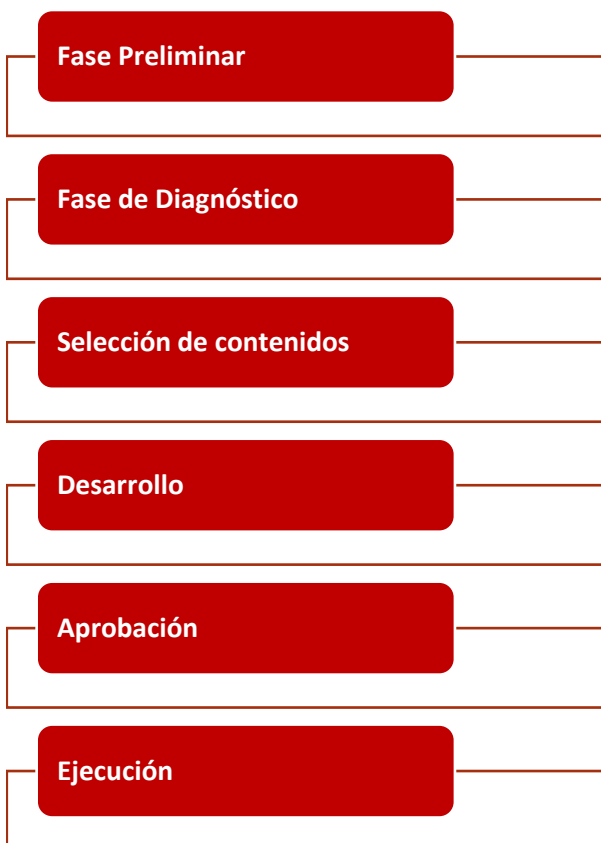 Fase Preliminar
Fase de Diagnóstico
Selección de contenidos
Desarrollo
Aprobación
Ejecución